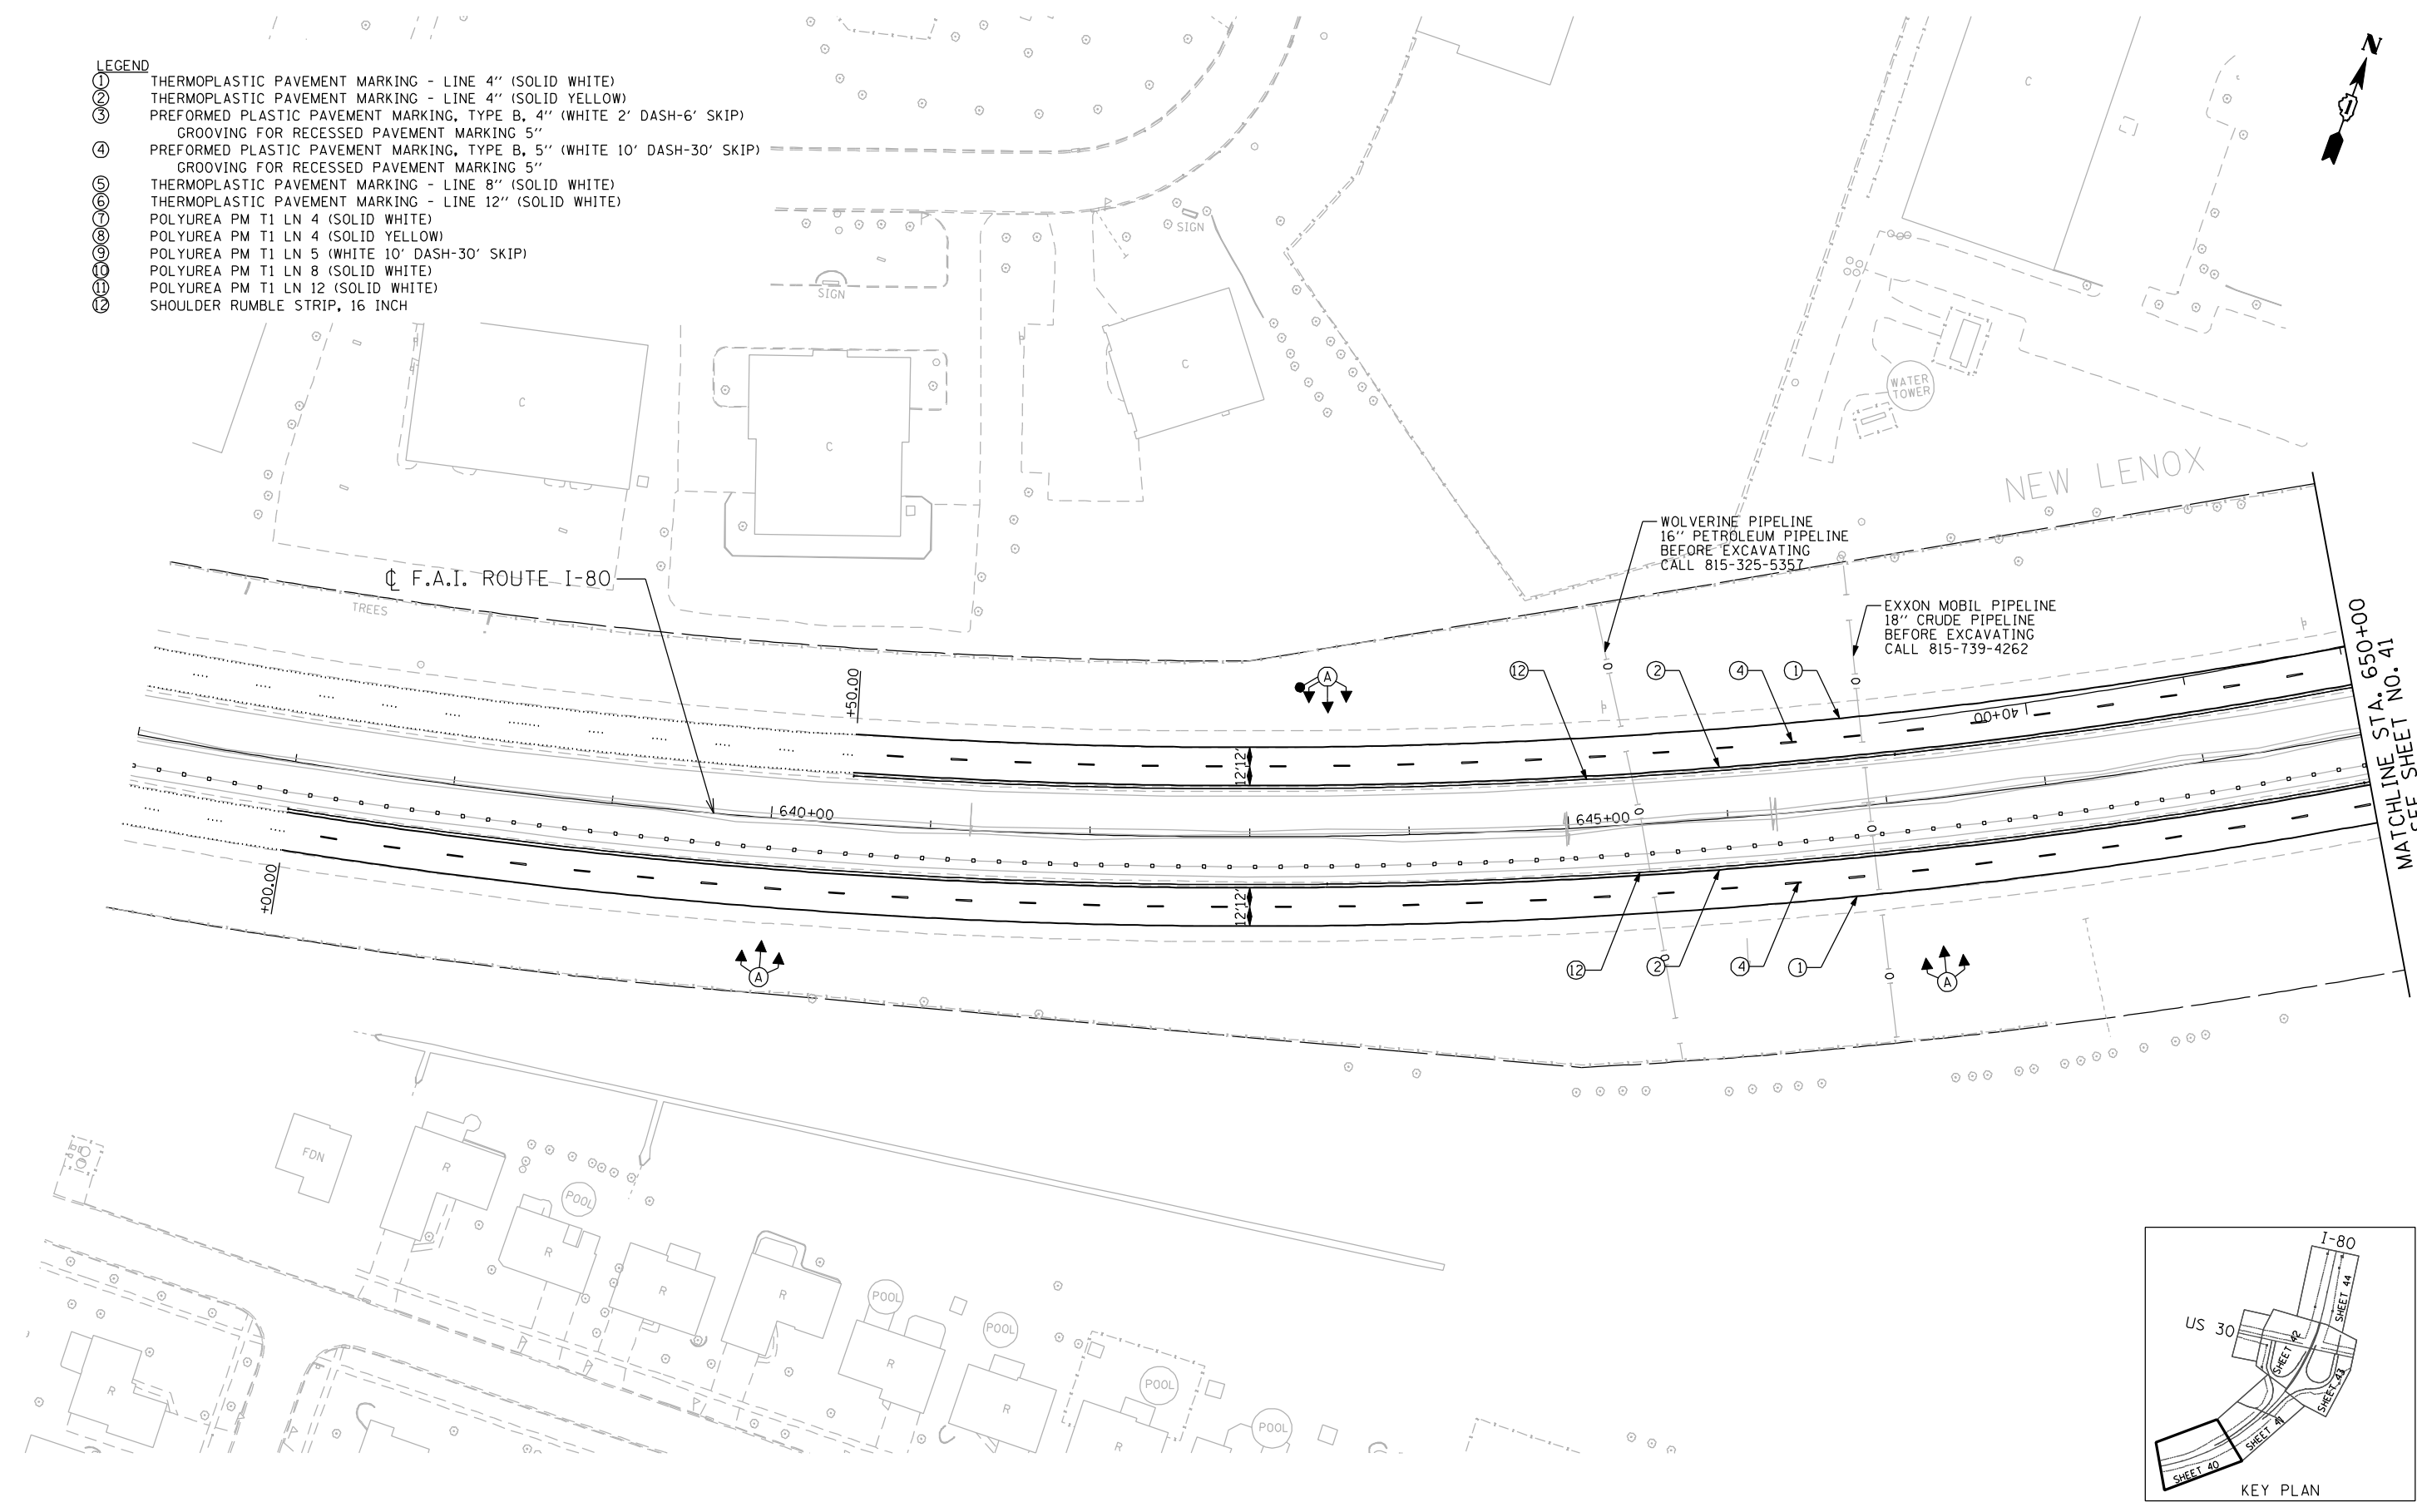 LEGEND
1 THERMOPLASTIC PAVEMENT MARKING - LINE 4" (SOLID WHITE)
2 THERMOPLASTIC PAVEMENT MARKING - LINE 4" (SOLID YELLOW)
3 PREFORMED PLASTIC PAVEMENT MARKING, TYPE B, 4" (WHITE 2' DASH-6' SKIP)
GROOVING FOR RECESSED PAVEMENT MARKING 5"
4 PREFORMED PLASTIC PAVEMENT MARKING, TYPE B, 5" (WHITE 10' DASH-30' SKIP)
GROOVING FOR RECESSED PAVEMENT MARKING 5"
5 THERMOPLASTIC PAVEMENT MARKING - LINE 8" (SOLID WHITE)
6 THERMOPLASTIC PAVEMENT MARKING - LINE 12" (SOLID WHITE)
7 POLYUREA PM T1 LN 4 (SOLID WHITE)
8 POLYUREA PM T1 LN 4 (SOLID YELLOW)
9 POLYUREA PM T1 LN 5 (WHITE 10' DASH-30' SKIP)
10 POLYUREA PM T1 LN 8 (SOLID WHITE)
11 POLYUREA PM T1 LN 12 (SOLID WHITE)
12 SHOULDER RUMBLE STRIP, 16 INCH
N
1
C
SIGN
SIGN
C
C
C
WATER
TOWER
NEW LENOX
WOLVERINE PIPELINE
16" PETROLEUM PIPELINE
BEFORE EXCAVATING
CALL 815-325-5357
℄ F.A.I. ROUTE I-80
TREES
EXXON MOBIL PIPELINE
18" CRUDE PIPELINE
BEFORE EXCAVATING
CALL 815-739-4262
MATCHLINE STA. 650+00
SEE SHEET NO. 41
+50.00
A
12
2
4
1
40+00
12' 12'
640+00
645+00
+00.00
12' 12'
A
12
2
4
1
A
FDN
R
POOL
R
R
R
POOL
R
POOL
R
POOL
R
POOL
R
I-80
SHEET 44
US 30
SHEET 42
SHEET 43
SHEET 41
SHEET 40
KEY PLAN